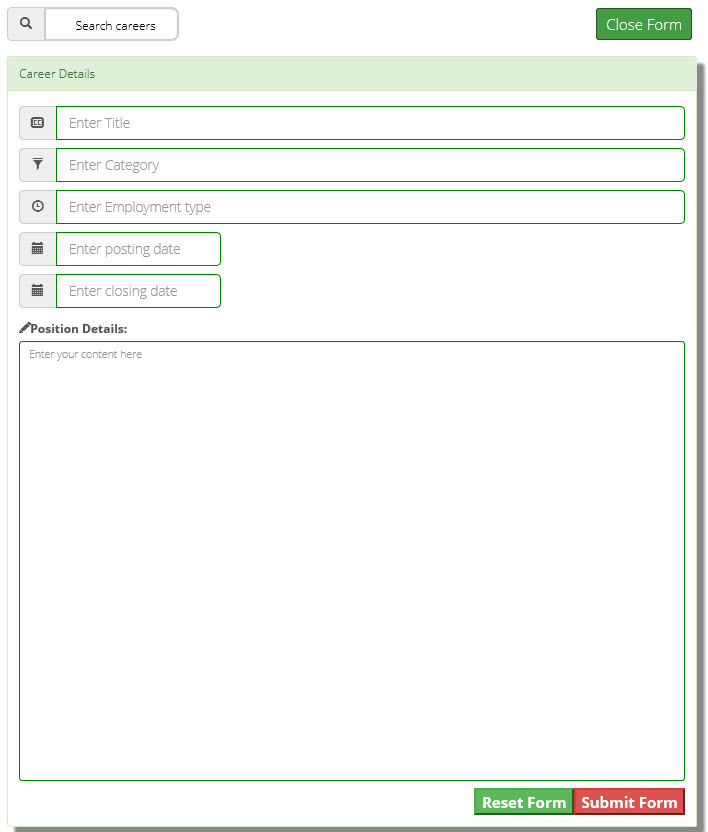 Search careers
Close Form
Career Details
CC
Enter Title
Enter Category
Enter Employment type
Enter posting date
Enter closing date
Position Details:
Enter your content here
Reset Form
Submit Form